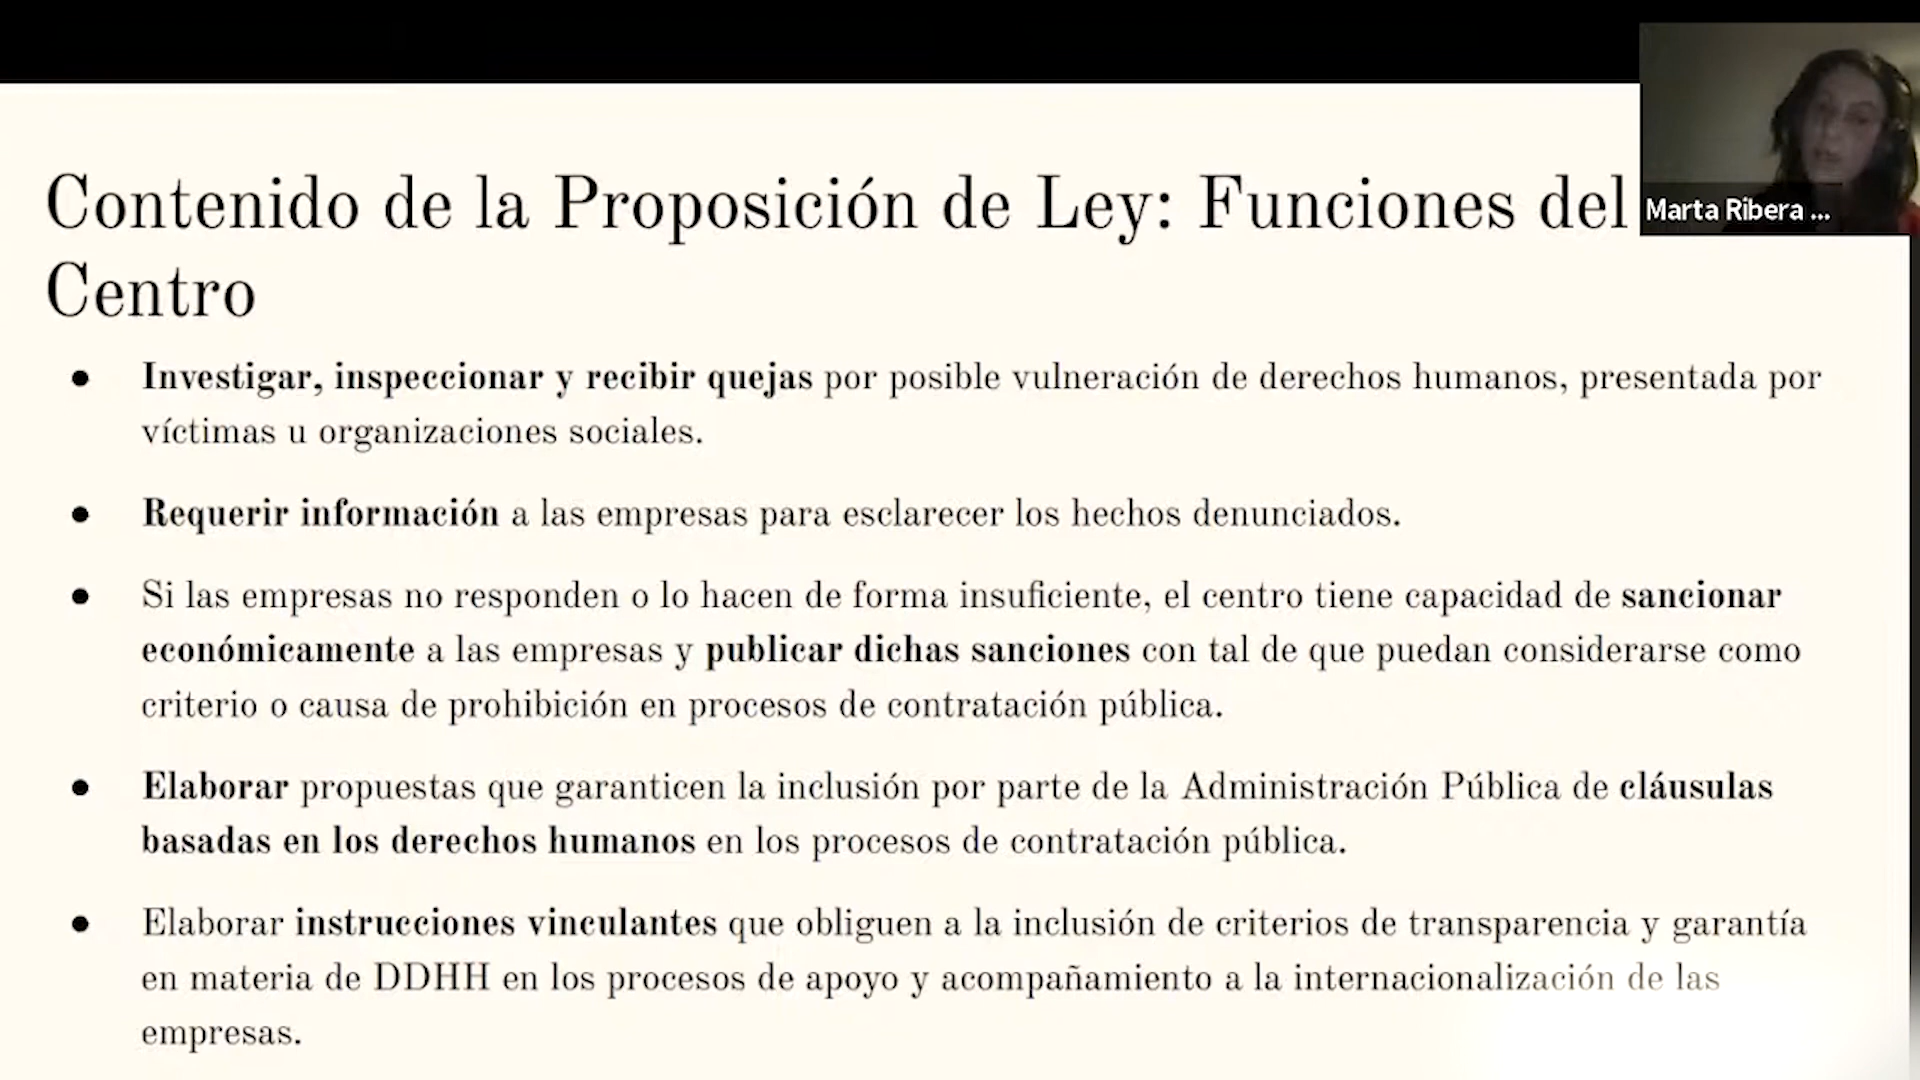 Contenido de la Proposición de Ley: Funciones del
Centro
Marta Ribera ...
● Investigar, inspeccionar y recibir quejas por posible vulneración de derechos humanos, presentada por
víctimas u organizaciones sociales.
● Requerir información a las empresas para esclarecer los hechos denunciados.
● Si las empresas no responden o lo hacen de forma insuficiente, el centro tiene capacidad de sancionar
económicamente a las empresas y publicar dichas sanciones con tal de que puedan considerarse como
criterio o causa de prohibición en procesos de contratación pública.
● Elaborar propuestas que garanticen la inclusión por parte de la Administración Pública de cláusulas
basadas en los derechos humanos en los procesos de contratación pública.
● Elaborar instrucciones vinculantes que obliguen a la inclusión de criterios de transparencia y garantía
en materia de DDHH en los procesos de apoyo y acompañamiento a la internacionalización de las
empresas.